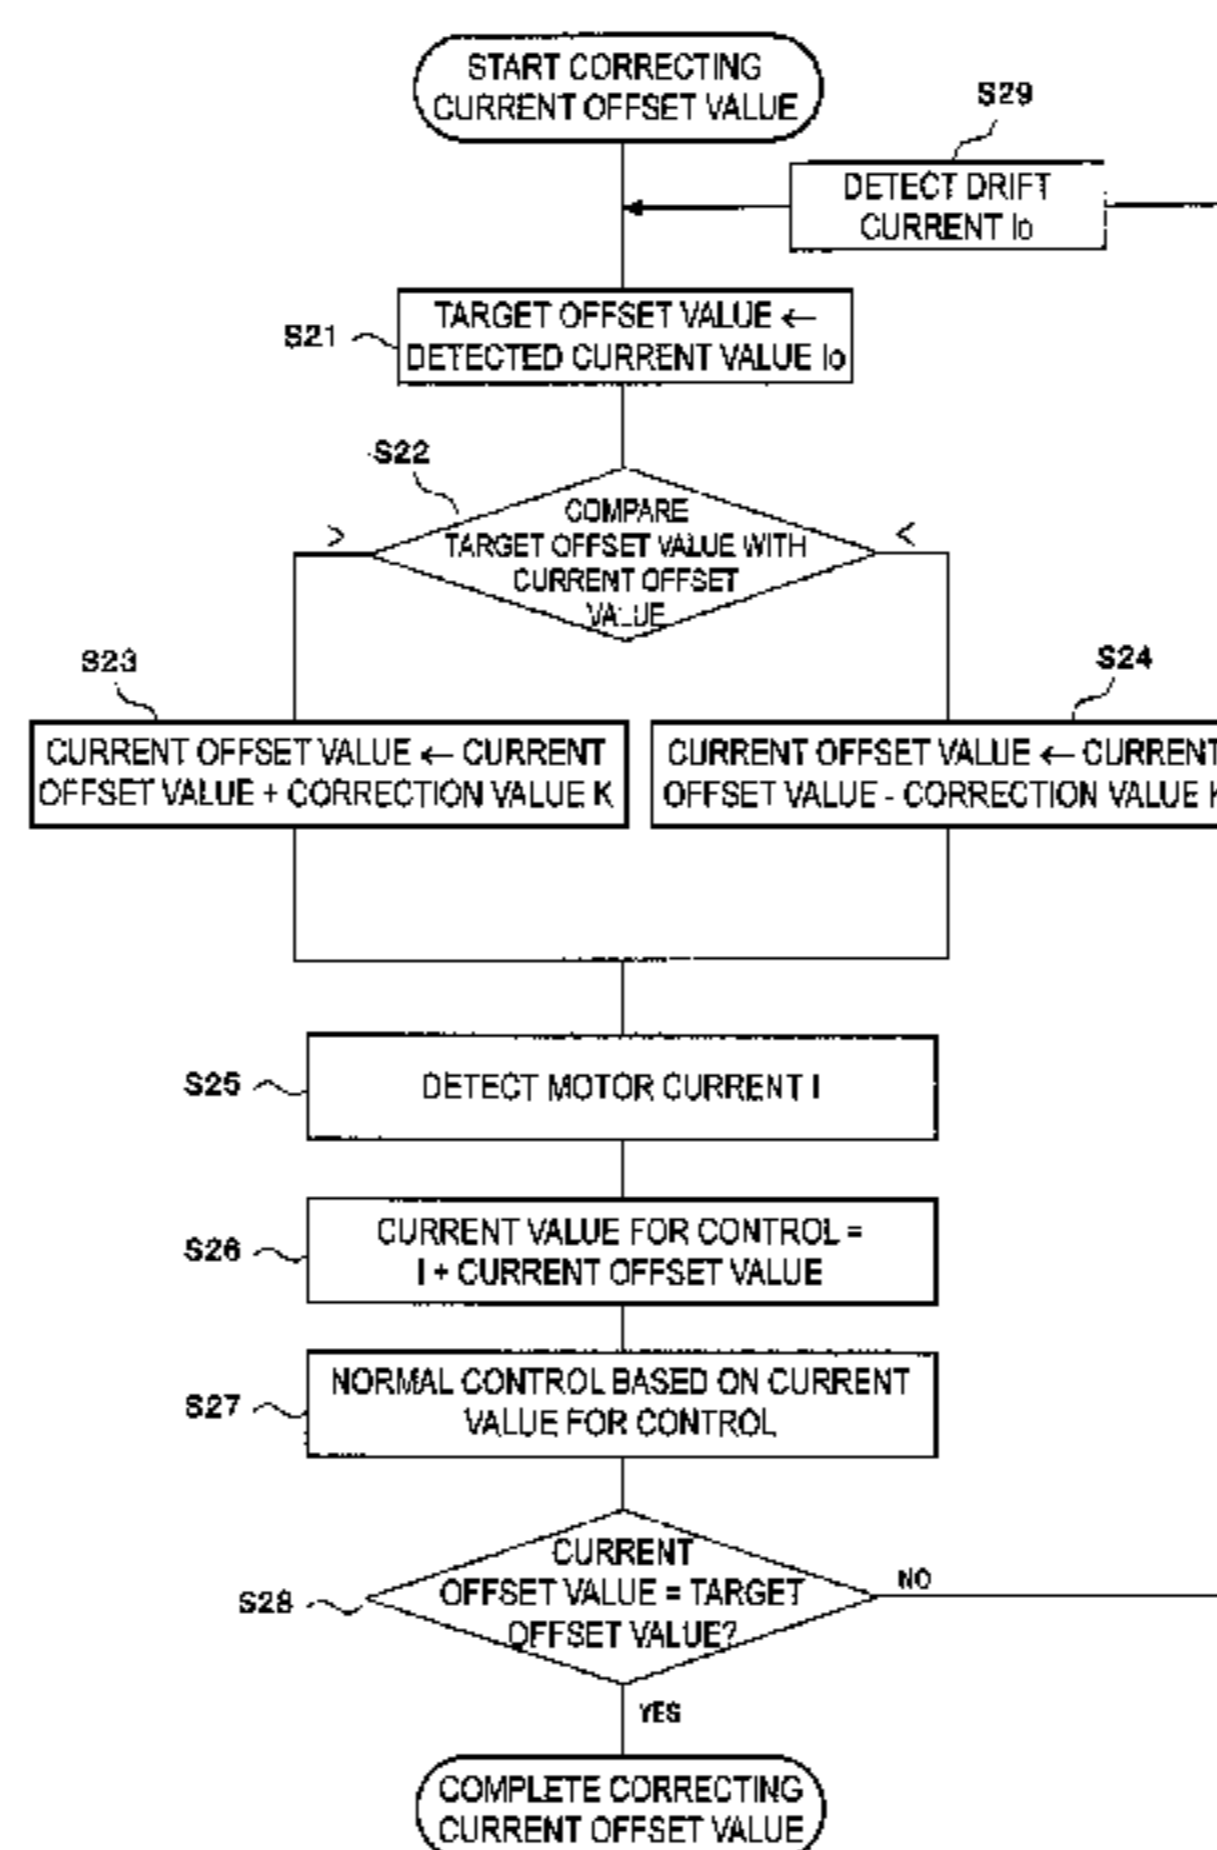 START CORRECTING
CURRENT OFFSET VALUE
S29
DETECT DRIFT
CURRENT Io
S21
TARGET OFFSET VALUE ←
DETECTED CURRENT VALUE Io
S22
>
<
COMPARE
TARGET OFFSET VALUE WITH
CURRENT OFFSET
VALUE
S23
S24
CURRENT OFFSET VALUE ← CURRENT
OFFSET VALUE + CORRECTION VALUE K
CURRENT OFFSET VALUE ← CURRENT
OFFSET VALUE - CORRECTION VALUE K
S25
DETECT MOTOR CURRENT I
S26
CURRENT VALUE FOR CONTROL =
I + CURRENT OFFSET VALUE
S27
NORMAL CONTROL BASED ON CURRENT
VALUE FOR CONTROL
S28
CURRENT
OFFSET VALUE = TARGET
OFFSET VALUE?
NO
YES
COMPLETE CORRECTING
CURRENT OFFSET VALUE